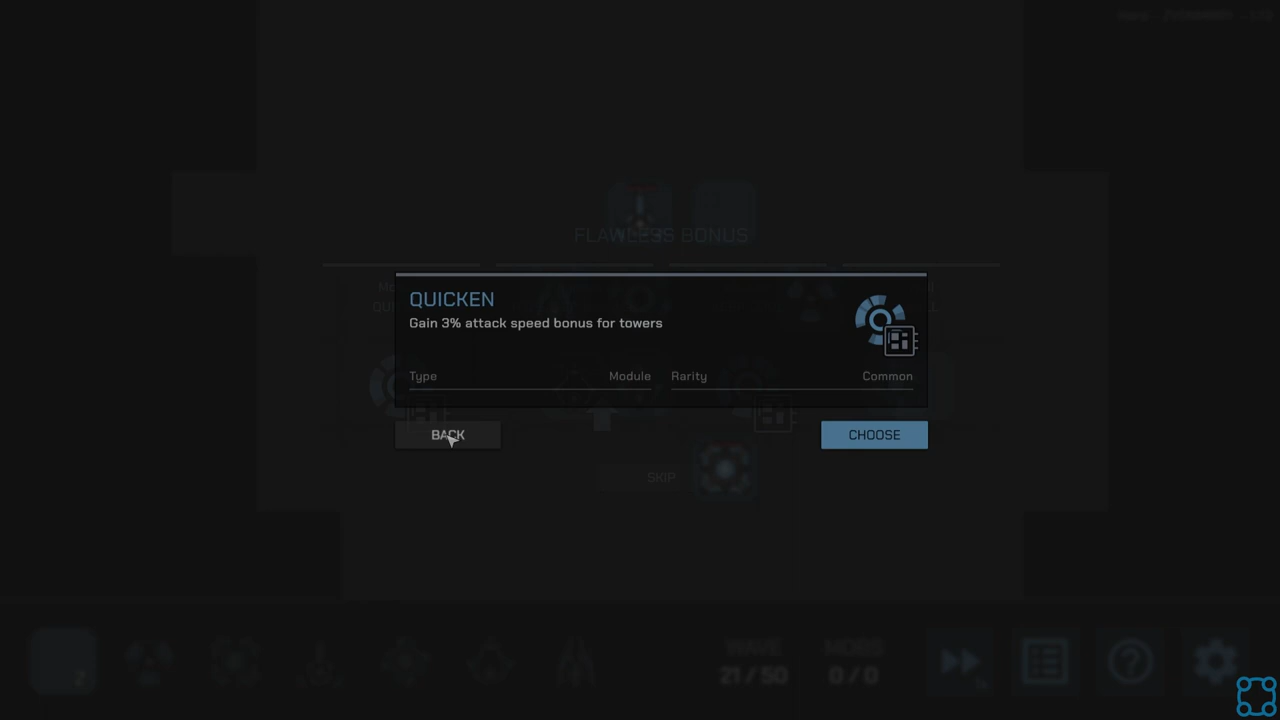 FLAWLESS BONUS
QUICKEN
Gain 3% attack speed bonus for towers
Type Module Rarity Common
BACK CHOOSE
SKIP
WAVE MOBS
21 / 50 0 / 0
2